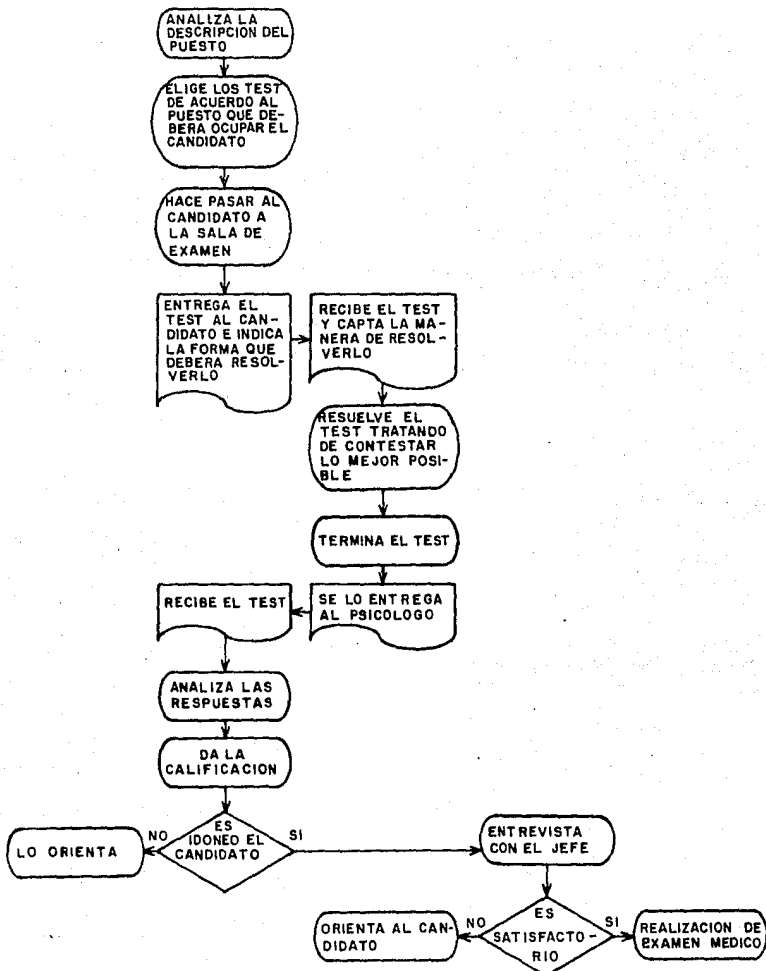 ANALIZA LA
DESCRIPCION DEL
PUESTO
ELIGE LOS TEST
DE ACUERDO AL
PUESTO QUE DE-
BERA OCUPAR EL
CANDIDATO
HACE PASAR AL
CANDIDATO A
LA SALA DE
EXAMEN
ENTREGA EL
TEST AL CAN-
DIDATO E INDICA
LA FORMA QUE
DEBERA RESOL-
VERLO
RECIBE EL TEST
Y CAPTA LA MA-
NERA DE RESOL-
VERLO
RESUELVE EL
TEST TRATANDO
DE CONTESTAR
LO MEJOR POSI-
BLE
TERMINA EL TEST
SE LO ENTREGA
AL PSICOLOGO
RECIBE EL TEST
ANALIZA LAS
RESPUESTAS
DA LA
CALIFICACION
ES
IDONEO EL
CANDIDATO
NO
LO ORIENTA
SI
ENTREVISTA
CON EL JEFE
ES
SATISFACTO-
RIO
NO
ORIENTA AL CAN-
DIDATO
SI
REALIZACION DE
EXAMEN MEDICO